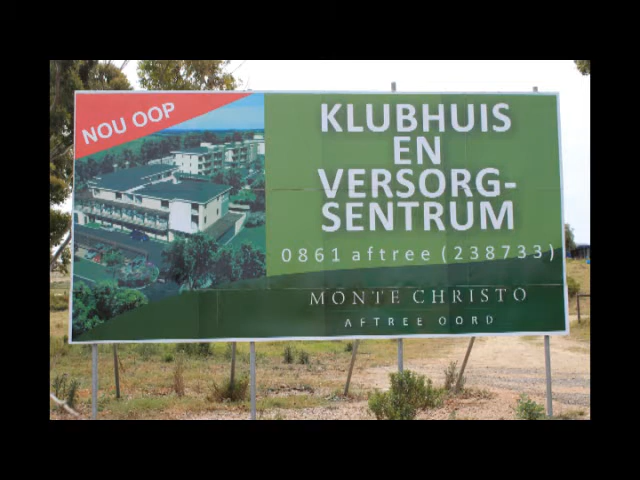 NOU OOP
KLUBHUIS
EN
VERSORG-
SENTRUM
0861 aftree (238733)
MONTE CHRISTO
AFTREE OORD